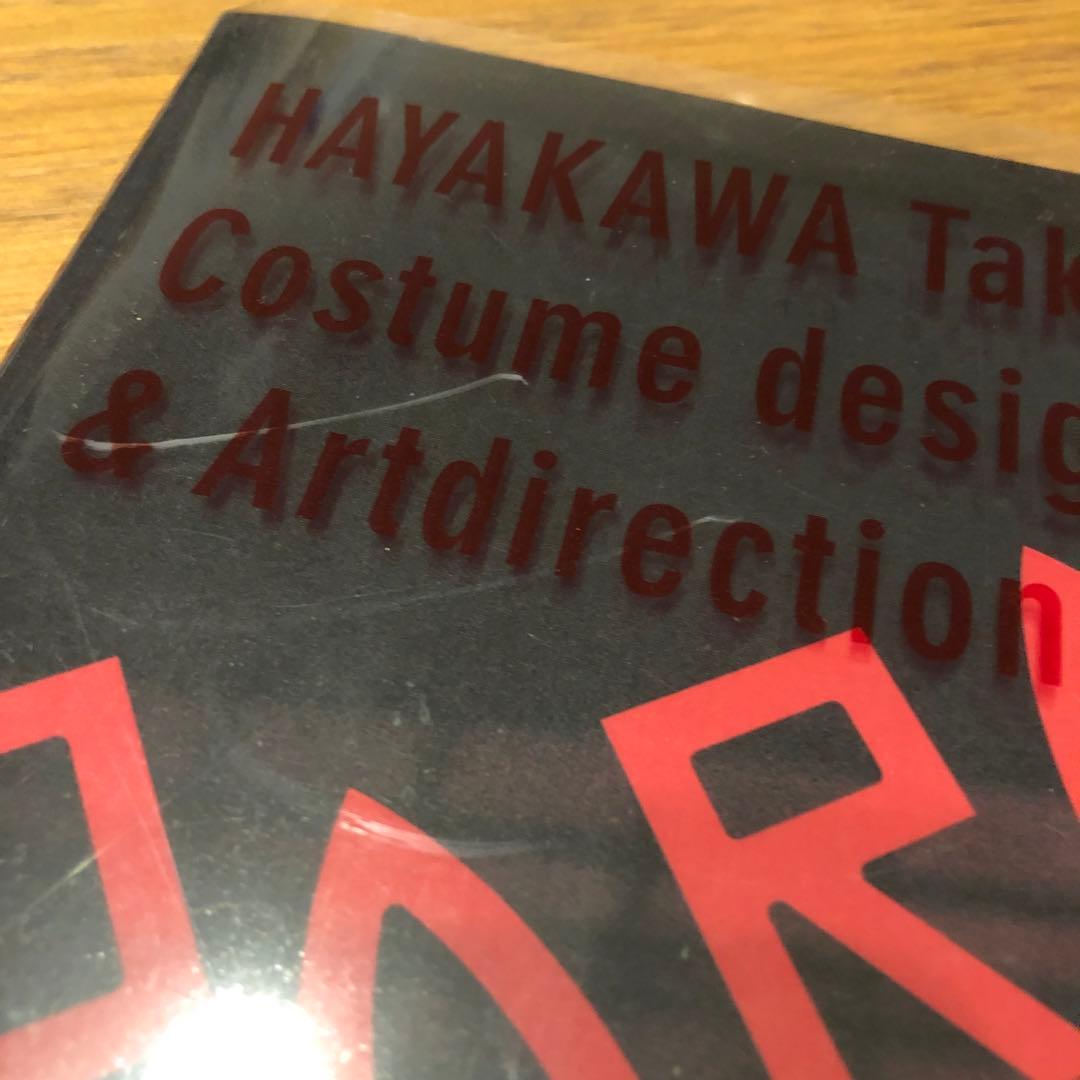 HAYAKAWA Tak
Costume desig
& Artdirection